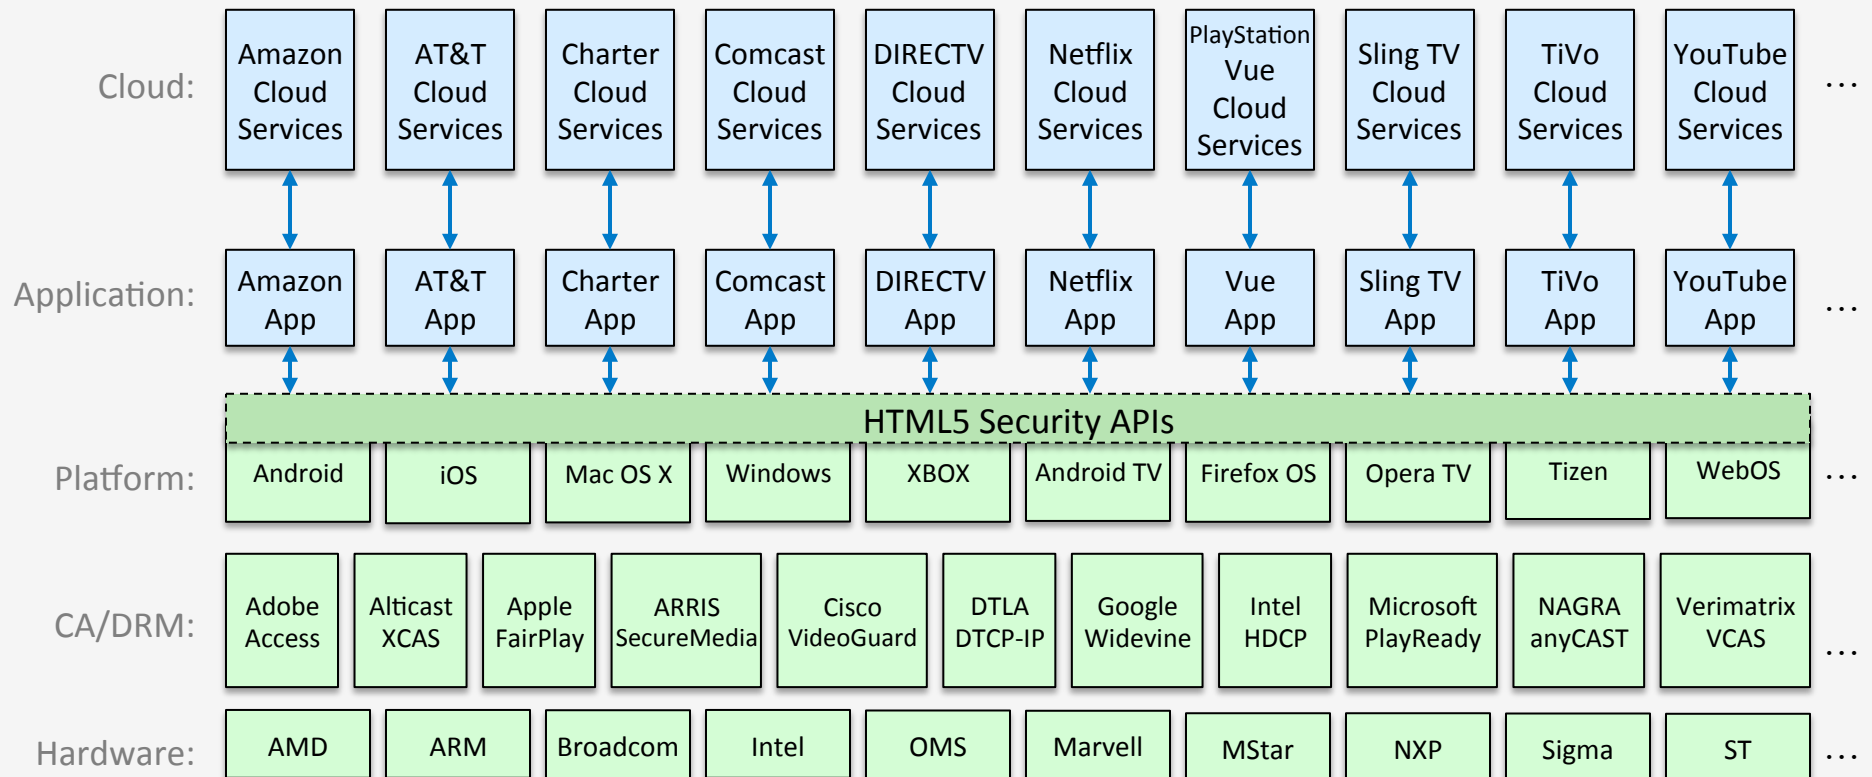 Cloud:
Amazon
Cloud
Services
AT&T
Cloud
Services
Charter
Cloud
Services
Comcast
Cloud
Services
DIRECTV
Cloud
Services
Netflix
Cloud
Services
PlayStation
Vue
Cloud
Services
Sling TV
Cloud
Services
TiVo
Cloud
Services
YouTube
Cloud
Services
...
Application:
Amazon
App
AT&T
App
Charter
App
Comcast
App
DIRECTV
App
Netflix
App
Vue
App
Sling TV
App
TiVo
App
YouTube
App
...
HTML5 Security APIs
Platform:
Android
iOS
Mac OS X
Windows
XBOX
Android TV
Firefox OS
Opera TV
Tizen
WebOS
...
CA/DRM:
Adobe
Access
Alticast
XCAS
Apple
FairPlay
ARRIS
SecureMedia
Cisco
VideoGuard
DTLA
DTCP-IP
Google
Widevine
Intel
HDCP
Microsoft
PlayReady
NAGRA
anyCAST
Verimatrix
VCAS
...
Hardware:
AMD
ARM
Broadcom
Intel
OMS
Marvell
MStar
NXP
Sigma
ST
...